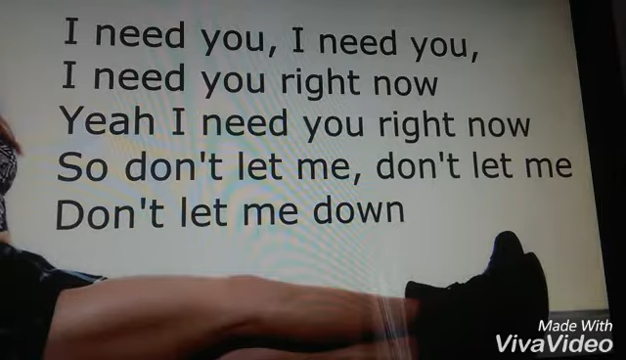 I need you, I need you,
I need you right now
Yeah I need you right now
So don't let me, don't let me
Don't let me down
Made With
VivaVideo